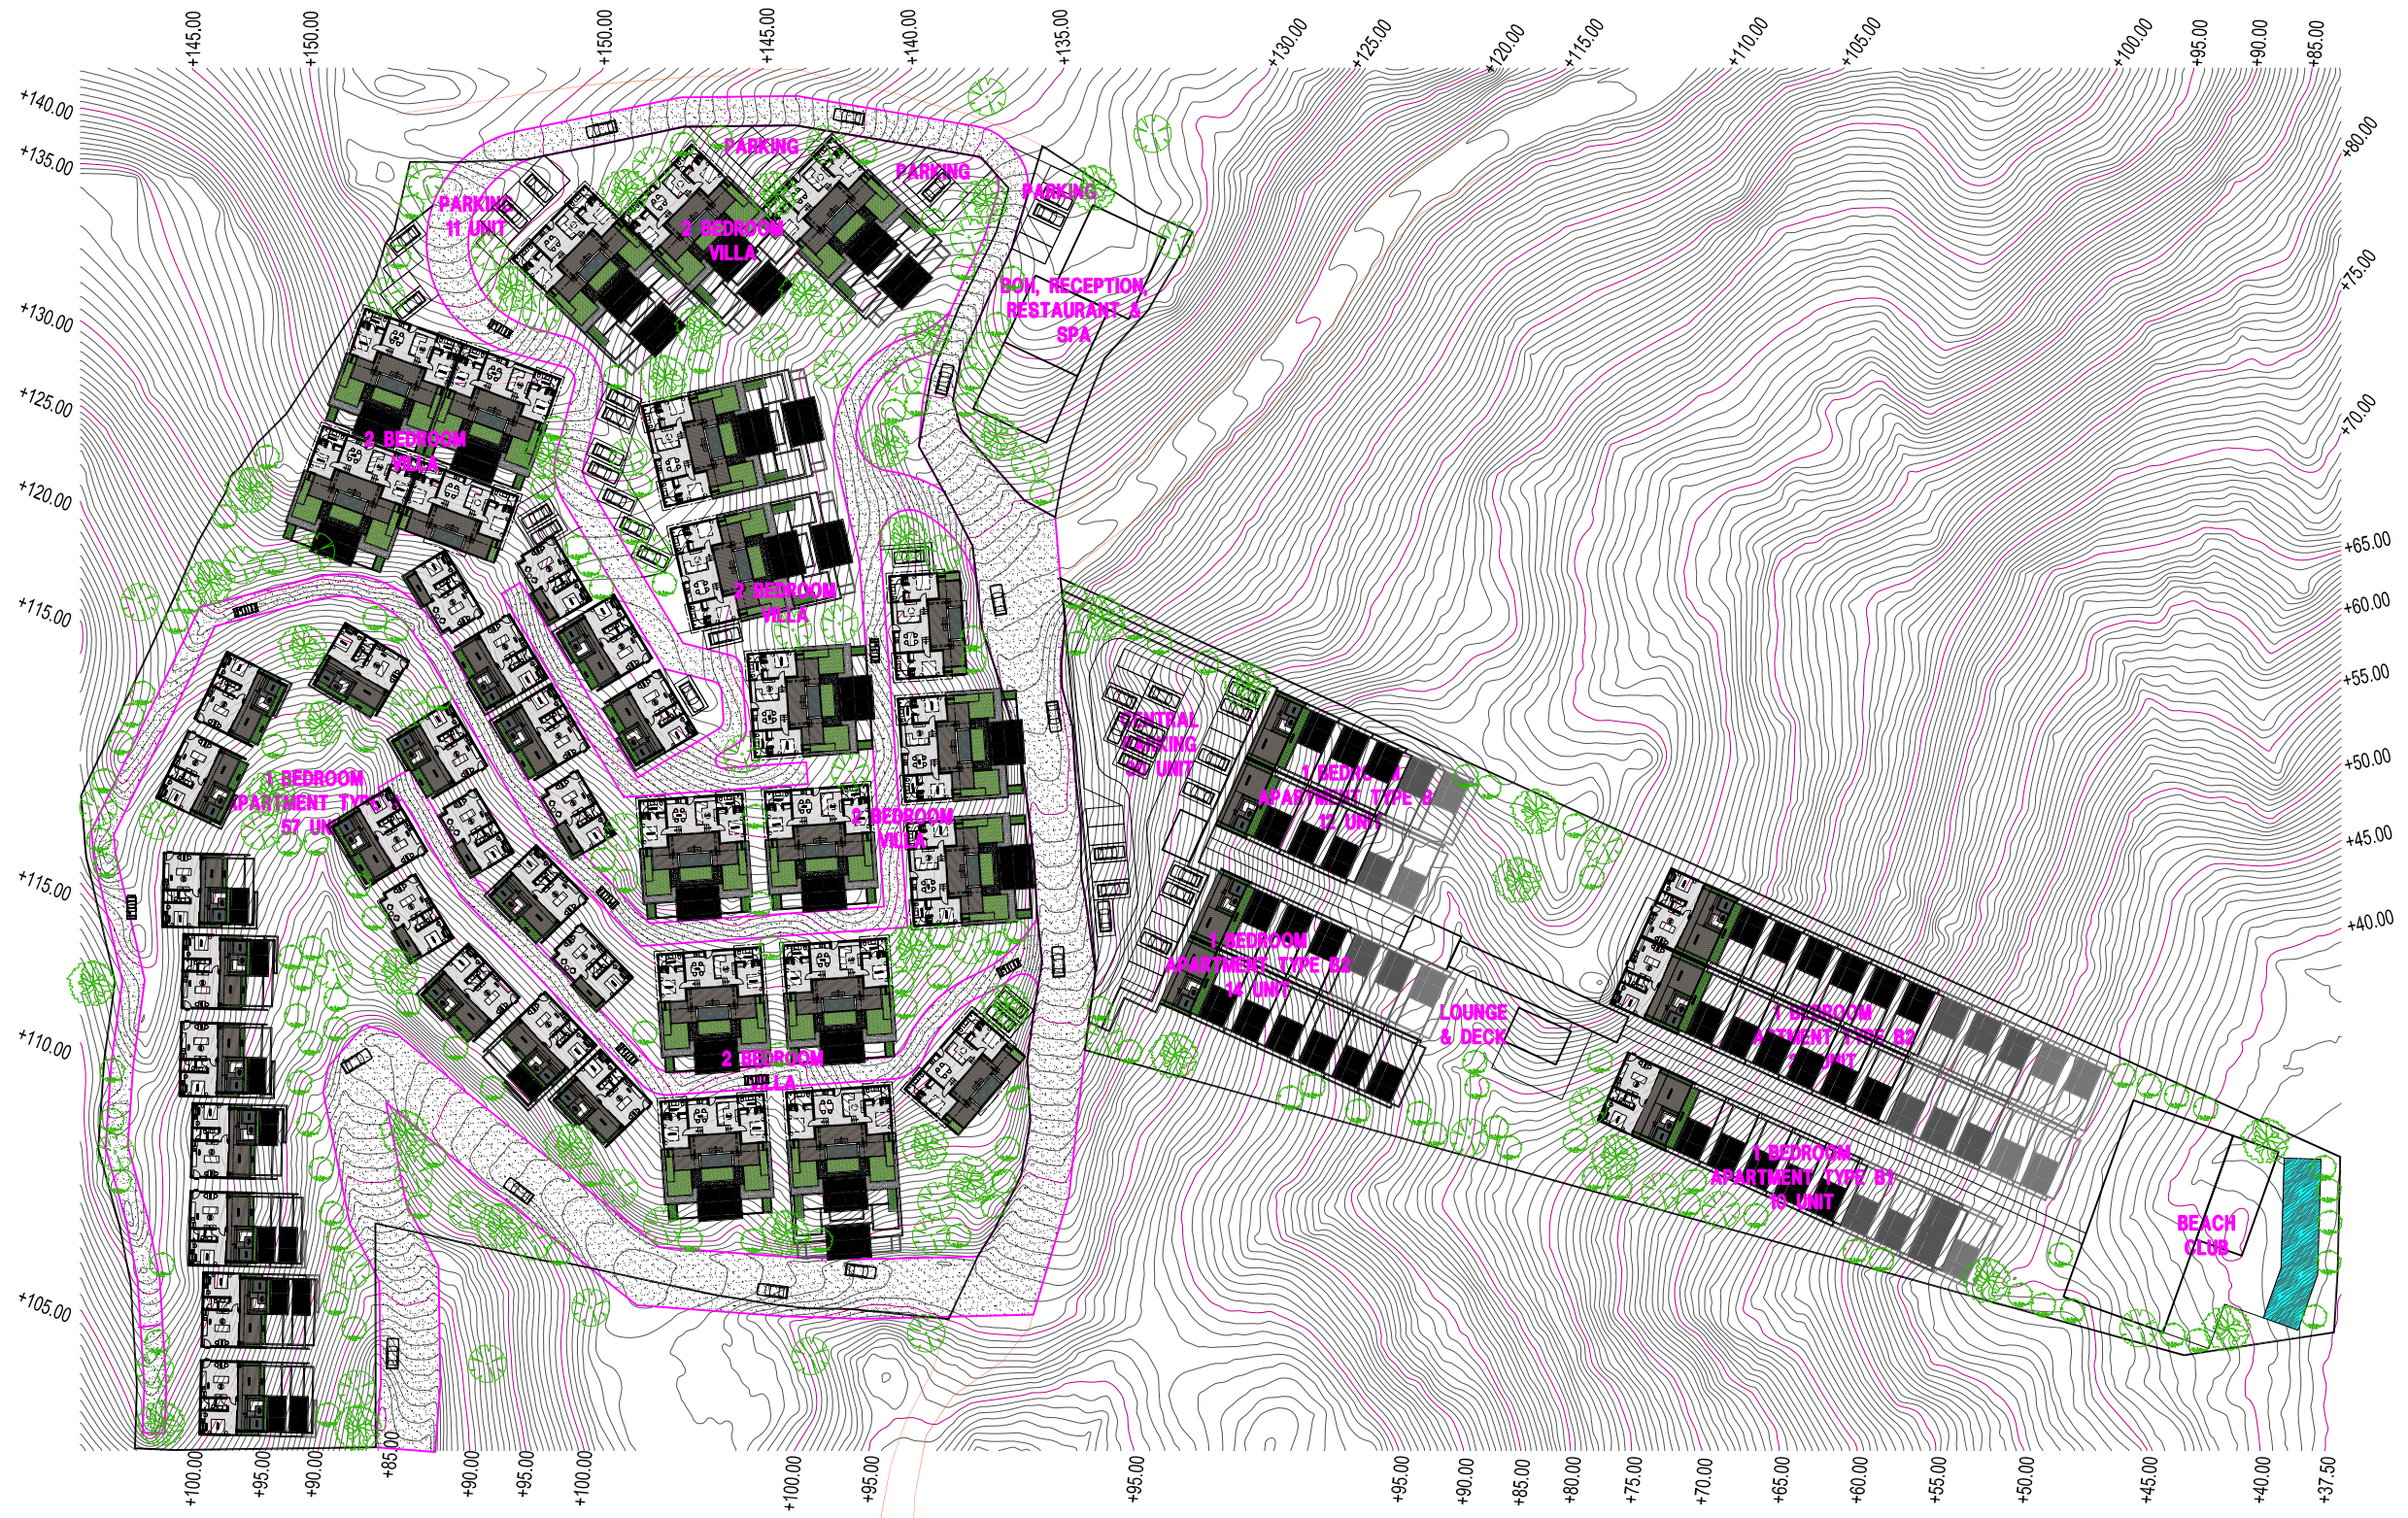 +145.00
+150.00
+150.00
+145.00
+140.00
+135.00
+130.00
+125.00
+120.00
+115.00
+110.00
+105.00
+100.00
+95.00
+90.00
+85.00
+140.00
+135.00
+130.00
+125.00
+120.00
+115.00
+115.00
+110.00
+105.00
+80.00
+75.00
+70.00
+65.00
+60.00
+55.00
+50.00
+45.00
+40.00
PARKING
PARKING
PARKING
PARKING
11 UNIT
2 BEDROOM
VILLA
BOH, RECEPTION,
RESTAURANT &
SPA
2 BEDROOM
VILLA
2 BEDROOM
VILLA
CENTRAL
PARKING
UNIT
1 BEDROOM
APARTMENT TYPE
57 UNIT
2 BEDROOM
VILLA
1 BEDROOM
APARTMENT TYPE B
12 UNIT
1 BEDROOM
APARTMENT TYPE B2
14 UNIT
LOUNGE
& DECK
1 BEDROOM
APARTMENT TYPE B2
UNIT
2 BEDROOM
VILLA
1 BEDROOM
APARTMENT TYPE B1
10 UNIT
BEACH
CLUB
+100.00
+95.00
+90.00
+85.00
+90.00
+95.00
+100.00
+100.00
+95.00
+95.00
+95.00
+90.00
+85.00
+80.00
+75.00
+70.00
+65.00
+60.00
+55.00
+50.00
+45.00
+40.00
+37.50